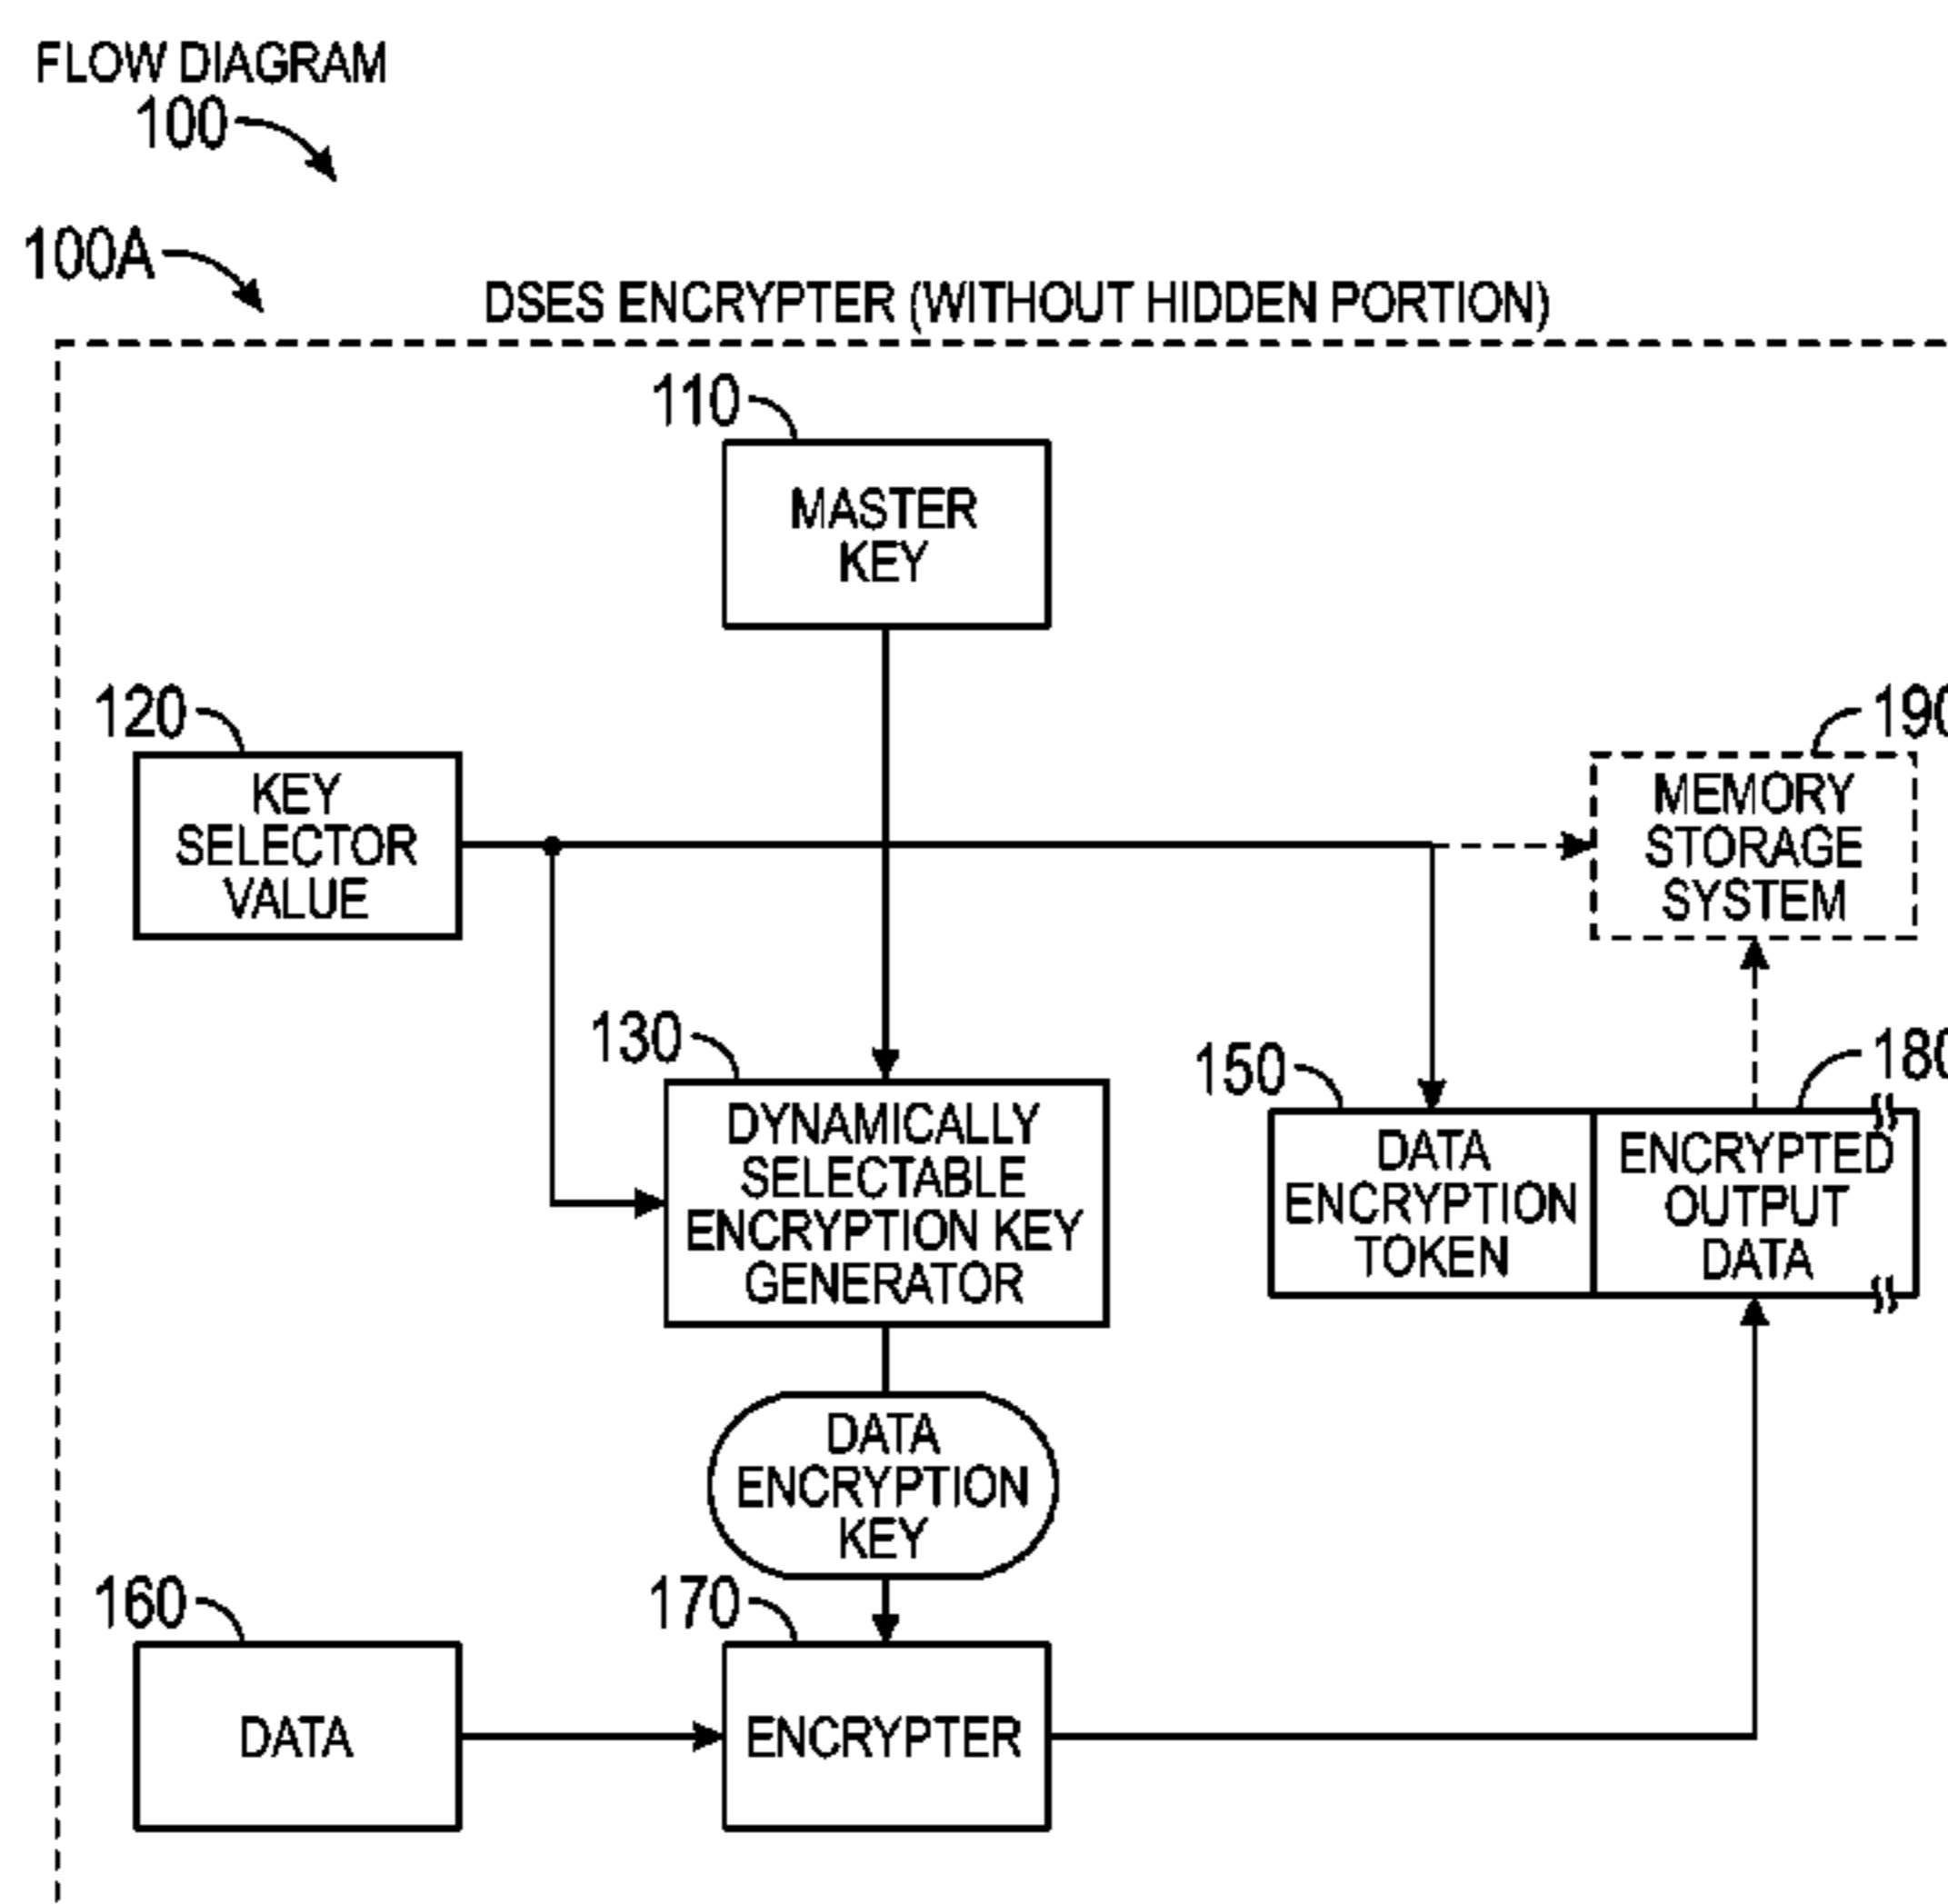 FLOW DIAGRAM
100
100A
DSES ENCRYPTER (WITHOUT HIDDEN PORTION)
110
MASTER
KEY
120
KEY
SELECTOR
VALUE
190
MEMORY
STORAGE
SYSTEM
130
DYNAMICALLY
SELECTABLE
ENCRYPTION KEY
GENERATOR
150
DATA
ENCRYPTION
TOKEN
180
ENCRYPTED
OUTPUT
DATA
DATA
ENCRYPTION
KEY
160
DATA
170
ENCRYPTER